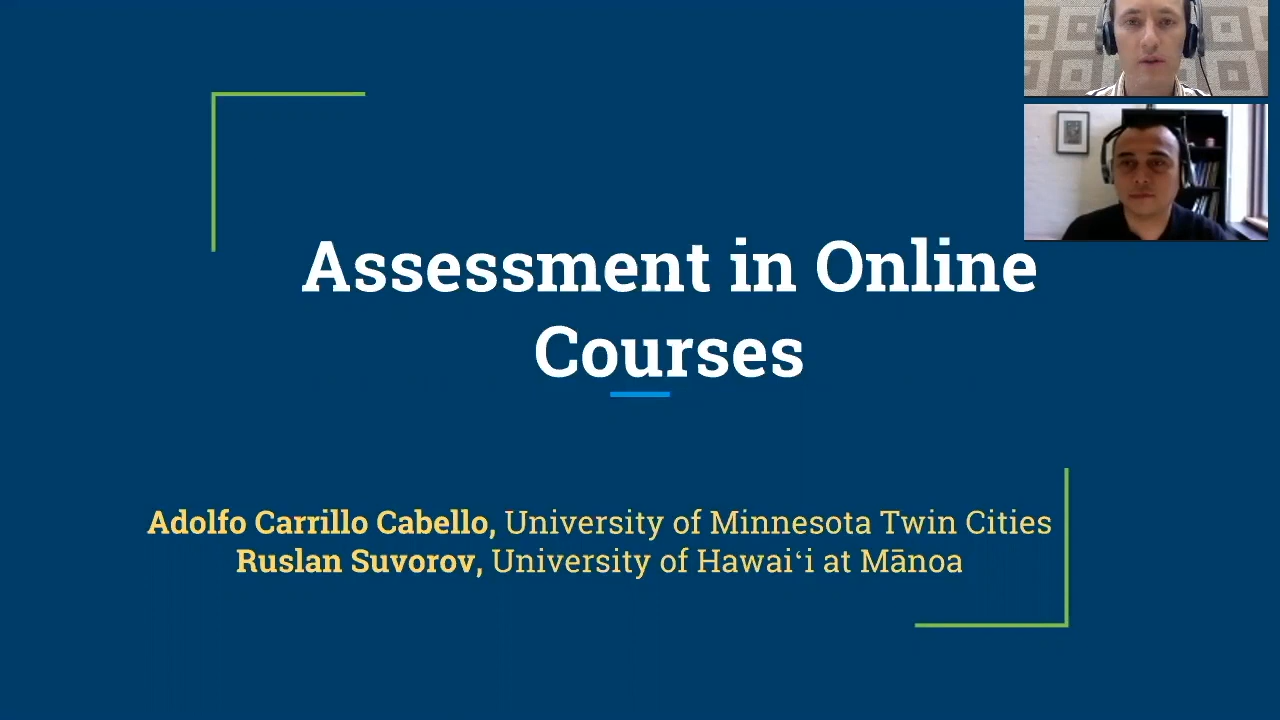 Assessment in Online
Courses
Adolfo Carrillo Cabello, University of Minnesota Twin Cities
Ruslan Suvorov, University of Hawaiʻi at Mānoa